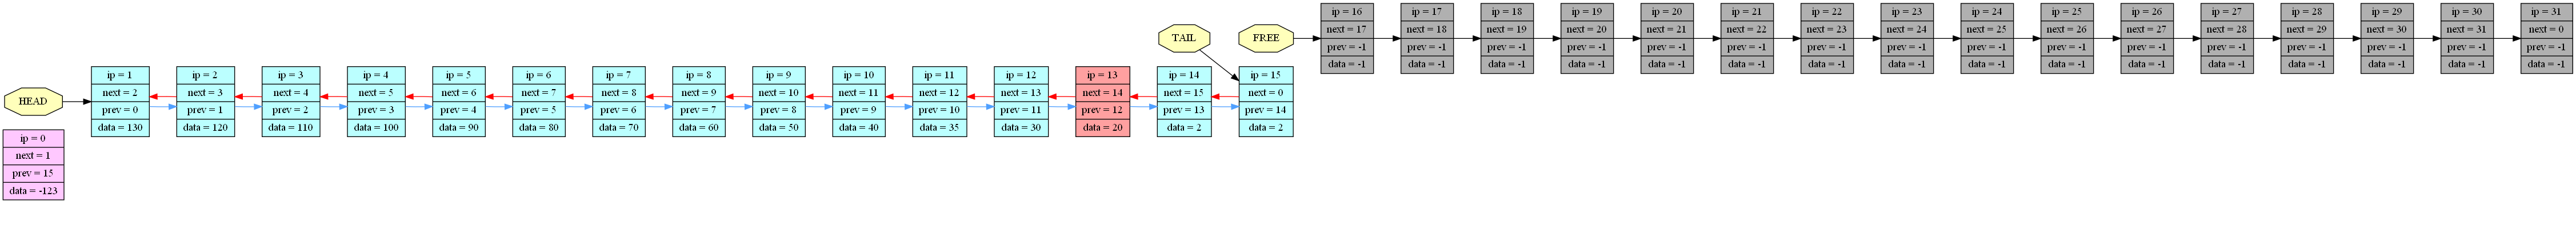 HEAD
ip = 0
next = 1
prev = 15
data = -123
ip = 1
next = 2
prev = 0
data = 130
ip = 2
next = 3
prev = 1
data = 120
ip = 3
next = 4
prev = 2
data = 110
ip = 4
next = 5
prev = 3
data = 100
ip = 5
next = 6
prev = 4
data = 90
ip = 6
next = 7
prev = 5
data = 80
ip = 7
next = 8
prev = 6
data = 70
ip = 8
next = 9
prev = 7
data = 60
ip = 9
next = 10
prev = 8
data = 50
ip = 10
next = 11
prev = 9
data = 40
ip = 11
next = 12
prev = 10
data = 35
ip = 12
next = 13
prev = 11
data = 30
ip = 13
next = 14
prev = 12
data = 20
TAIL
ip = 14
next = 15
prev = 13
data = 2
FREE
ip = 15
next = 0
prev = 14
data = 2
ip = 16
next = 17
prev = -1
data = -1
ip = 17
next = 18
prev = -1
data = -1
ip = 18
next = 19
prev = -1
data = -1
ip = 19
next = 20
prev = -1
data = -1
ip = 20
next = 21
prev = -1
data = -1
ip = 21
next = 22
prev = -1
data = -1
ip = 22
next = 23
prev = -1
data = -1
ip = 23
next = 24
prev = -1
data = -1
ip = 24
next = 25
prev = -1
data = -1
ip = 25
next = 26
prev = -1
data = -1
ip = 26
next = 27
prev = -1
data = -1
ip = 27
next = 28
prev = -1
data = -1
ip = 28
next = 29
prev = -1
data = -1
ip = 29
next = 30
prev = -1
data = -1
ip = 30
next = 31
prev = -1
data = -1
ip = 31
next = 0
prev = -1
data = -1